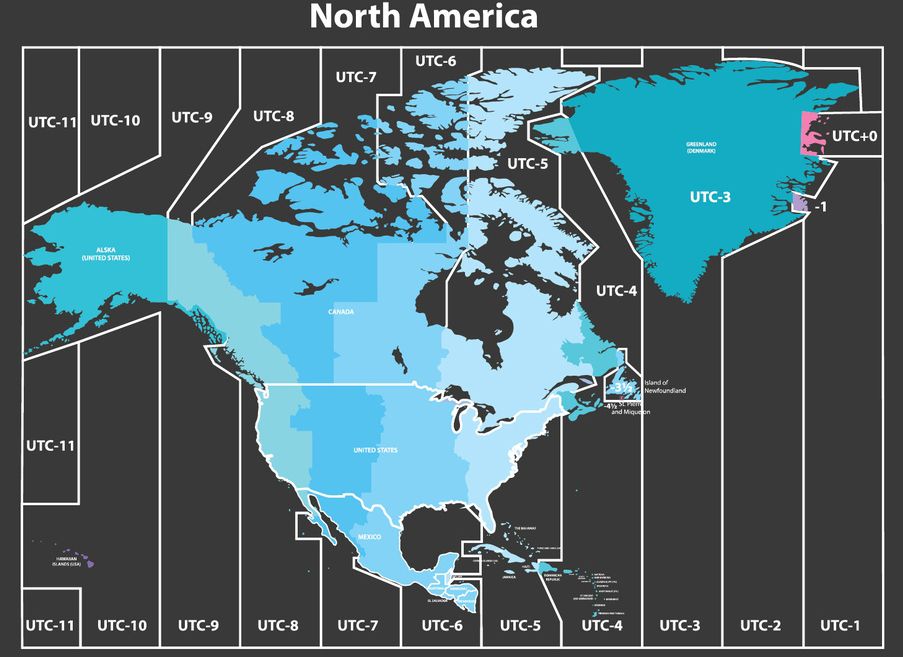 North America
UTC-6
UTC-7
UTC-8
UTC-9
UTC-10
UTC-11
UTC+0
UTC-5
GREENLAND
(DENMARK)
UTC-3
-1
ALSKA
(UNITED STATES)
UTC-4
CANADA
-3½
Island of
Newfoundland
-4½
St. Pierre
and Miquelon
UTC-11
UNITED STATES
MEXICO
THE BAHAMAS
HAWAIIAN
ISLANDS (USA)
HAITI
DOMINICAN
REPUBLIC
JAMAICA
EL SALVADOR
UTC-11
UTC-10
UTC-9
UTC-8
UTC-7
UTC-6
UTC-5
UTC-4
UTC-3
UTC-2
UTC-1